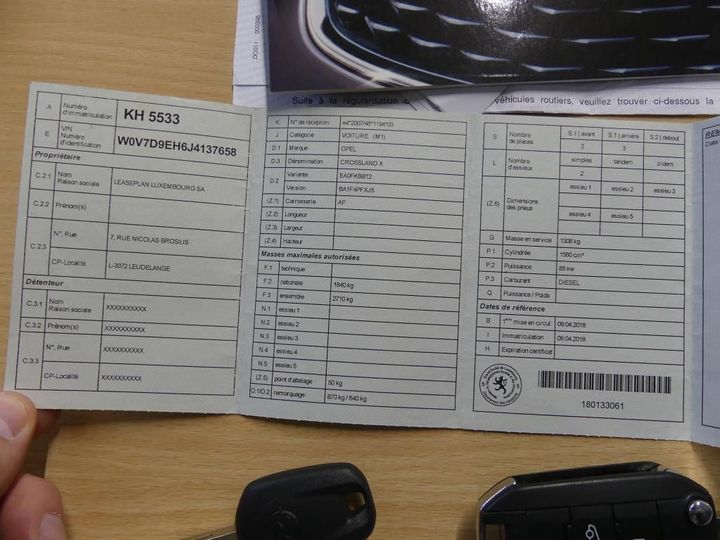 DOS11 000398
Suite à la régularisation
véhicules routiers, veuillez trouver ci-dessous la
A Numéro d'immatriculation KH 5533
E VIN Numéro d'identification W0V7D9EH6J4137658
Propriétaire
C.2.1 Nom Raison sociale LEASEPLAN LUXEMBOURG SA
C.2.2 Prénom(s)
C.2.3 N°, Rue 7, RUE NICOLAS BROSIUS
CP-Localité L-3372 LEUDELANGE
Détenteur
C.3.1 Nom Raison sociale XXXXXXXXXX
C.3.2 Prénom(s) XXXXXXXXXX
C.3.3 N°, Rue XXXXXXXXXX
CP-Localité XXXXXXXXXX
K N° de réception e4*2007/46*1194*03
J Catégorie VOITURE (M1)
D.1 Marque OPEL
D.3 Dénomination CROSSLAND X
D.2 Variante EA0FKBB12
Version BA1F4PFXJ5
(Z.1) Carrosserie AF
(Z.2) Longueur
(Z.3) Largeur
(Z.4) Hauteur
Masses maximales autorisées
F.1 technique
F.2 nationale 1840 kg
F.3 ensemble 2710 kg
N.1 essieu 1
N.2 essieu 2
N.3 essieu 3
N.4 essieu 4
N.5 essieu 5
(Z.5) point d'attelage 50 kg
O.1/O.2 remorquage 870 kg / 640 kg
S Nombre de places S.1 | avant S.1 | arrière S.2 | debout
2 3
L Nombre d'essieux simples tandem tridem
2
(Z.6) Dimensions des pneus essieu 1 essieu 2 essieu 3
essieu 4 essieu 5
G Masse en service 1308 kg
P.1 Cylindrée 1560 cm³
P.2 Puissance 88 kw
P.3 Carburant DIESEL
G Puissance / Poids
Dates de référence
B 1ère mise en circul. 09.04.2018
I Immatriculation 09.04.2018
H Expiration certificat
180133061
REM
Date